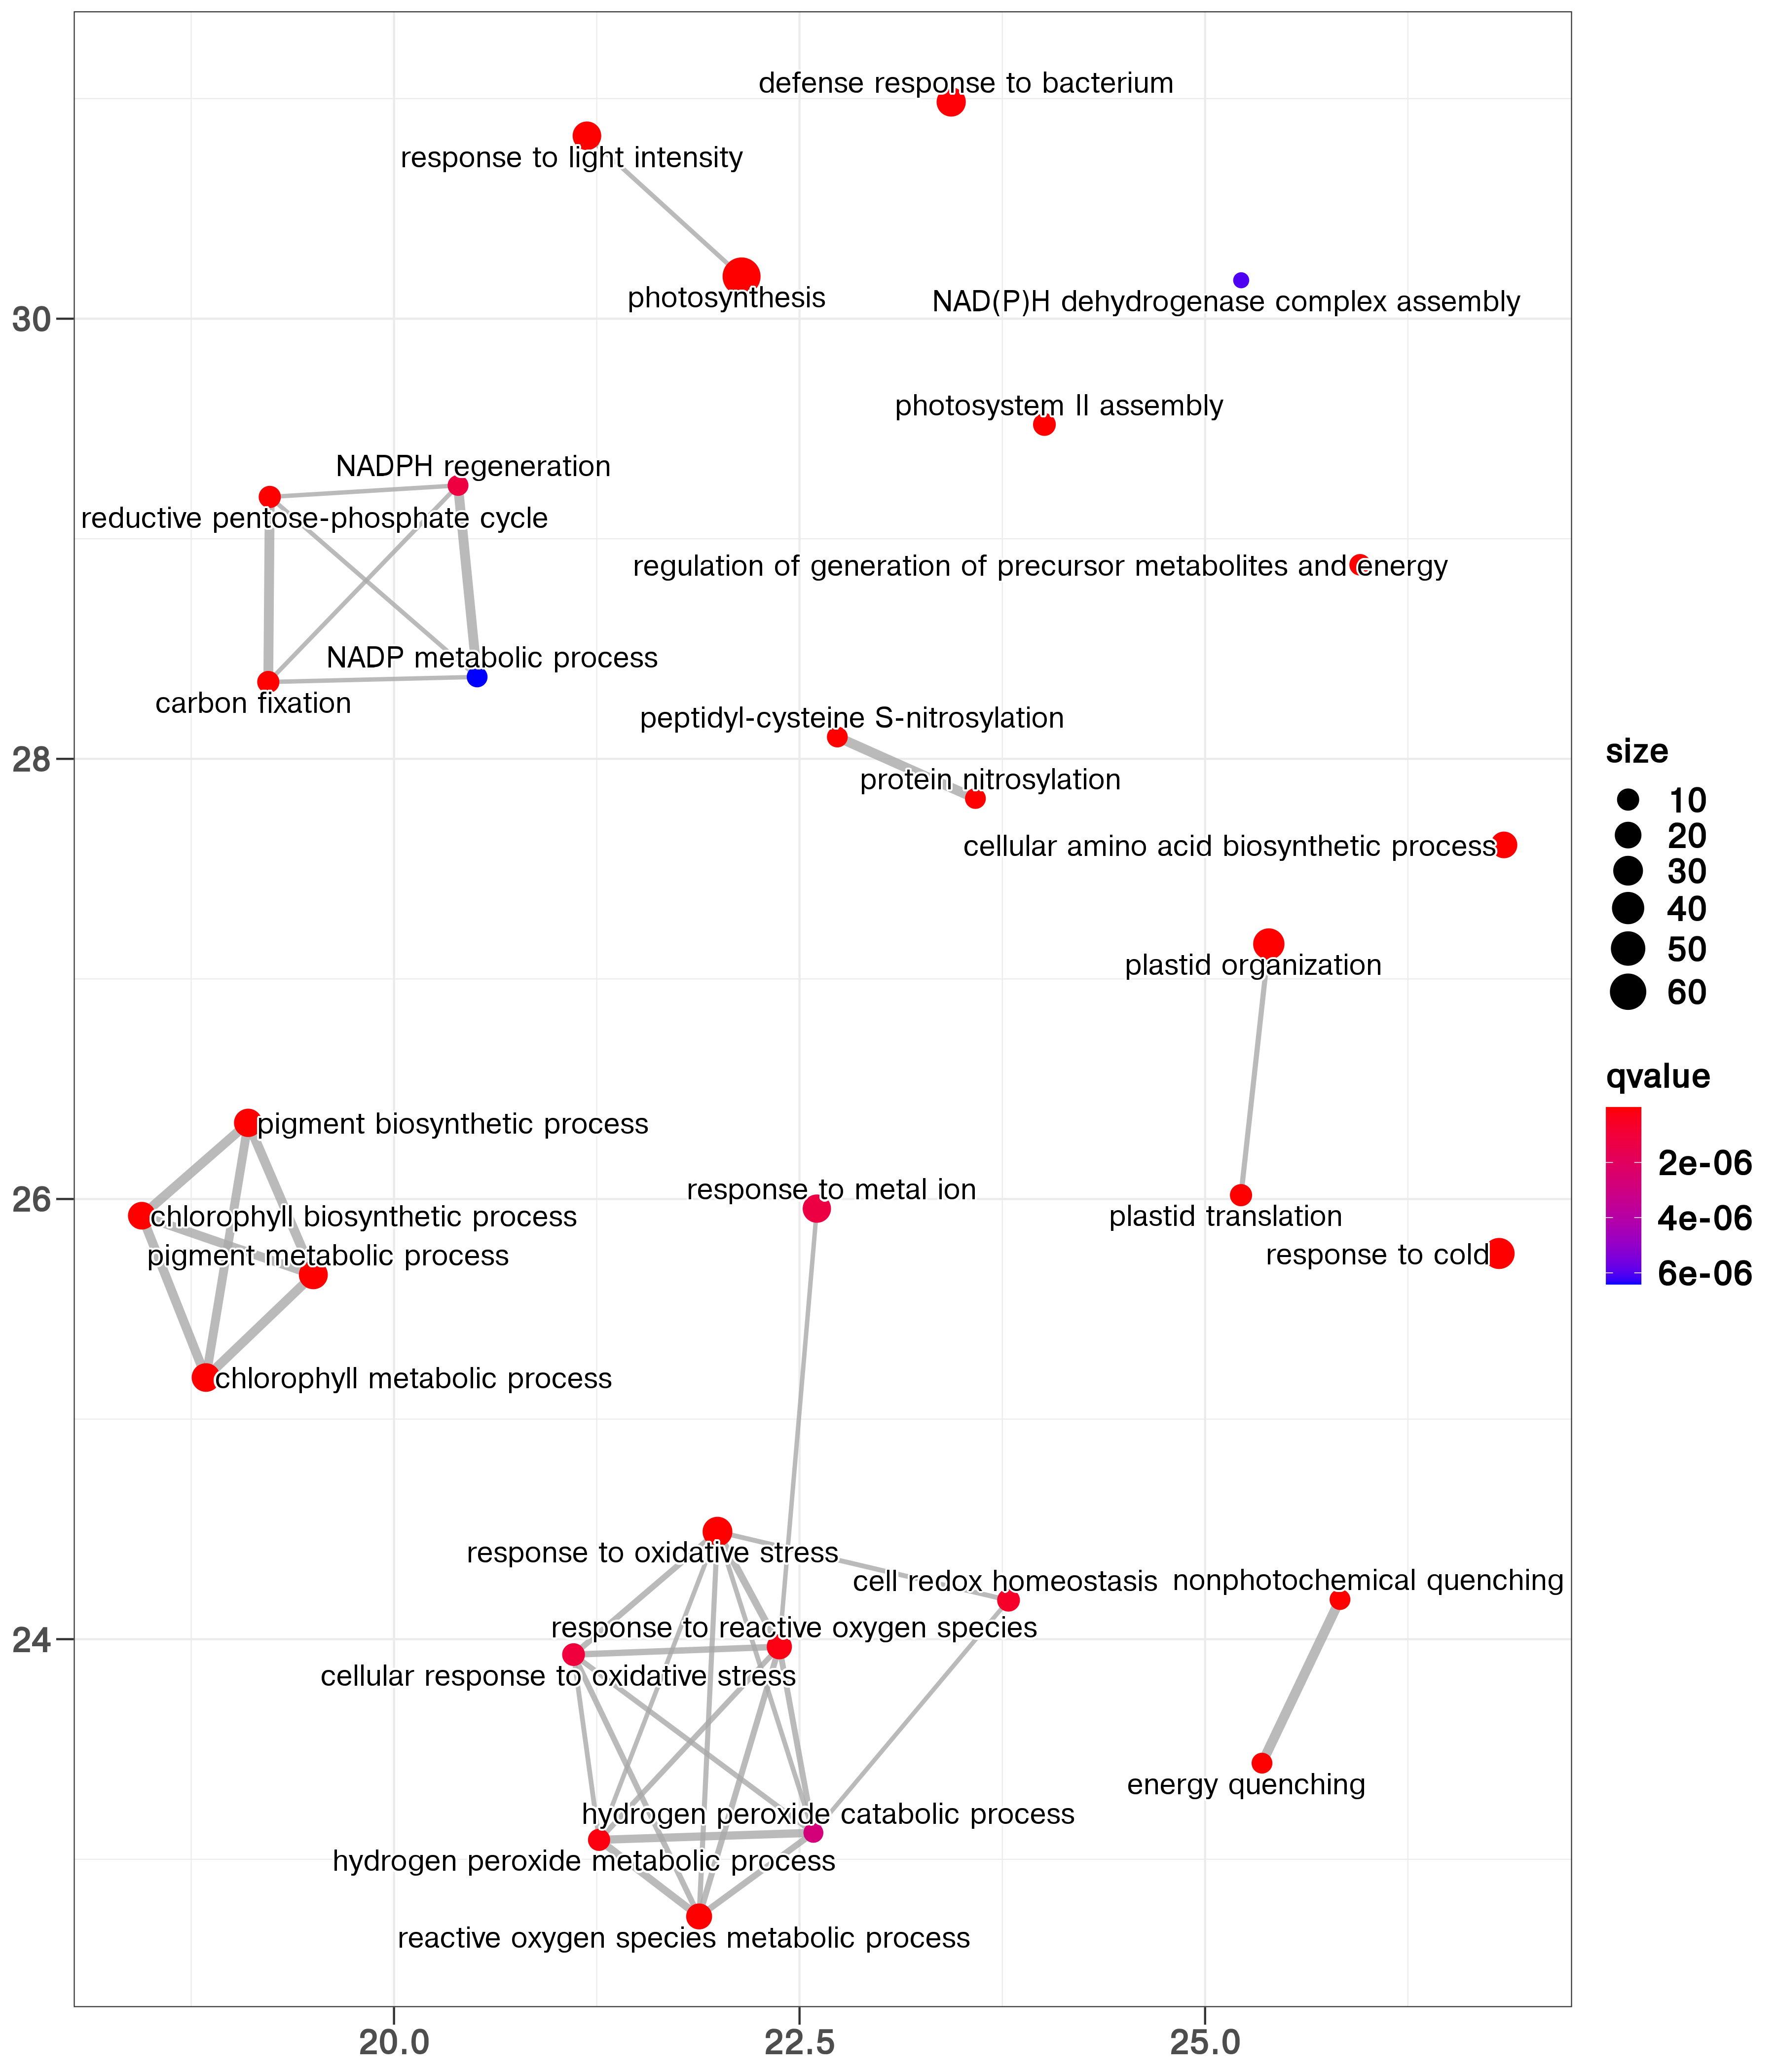 defense response to bacterium
response to light intensity
photosynthesis
NAD(P)H dehydrogenase complex assembly
30
photosystem II assembly
NADPH regeneration
reductive pentose-phosphate cycle
regulation of generation of precursor metabolites and energy
NADP metabolic process
carbon fixation
peptidyl-cysteine S-nitrosylation
28
protein nitrosylation
cellular amino acid biosynthetic process
plastid organization
pigment biosynthetic process
response to metal ion
26
chlorophyll biosynthetic process
plastid translation
pigment metabolic process
response to cold
chlorophyll metabolic process
response to oxidative stress
cell redox homeostasis
nonphotochemical quenching
response to reactive oxygen species
24
cellular response to oxidative stress
energy quenching
hydrogen peroxide catabolic process
hydrogen peroxide metabolic process
reactive oxygen species metabolic process
20.0
22.5
25.0
size
10
20
30
40
50
60
qvalue
2e-06
4e-06
6e-06